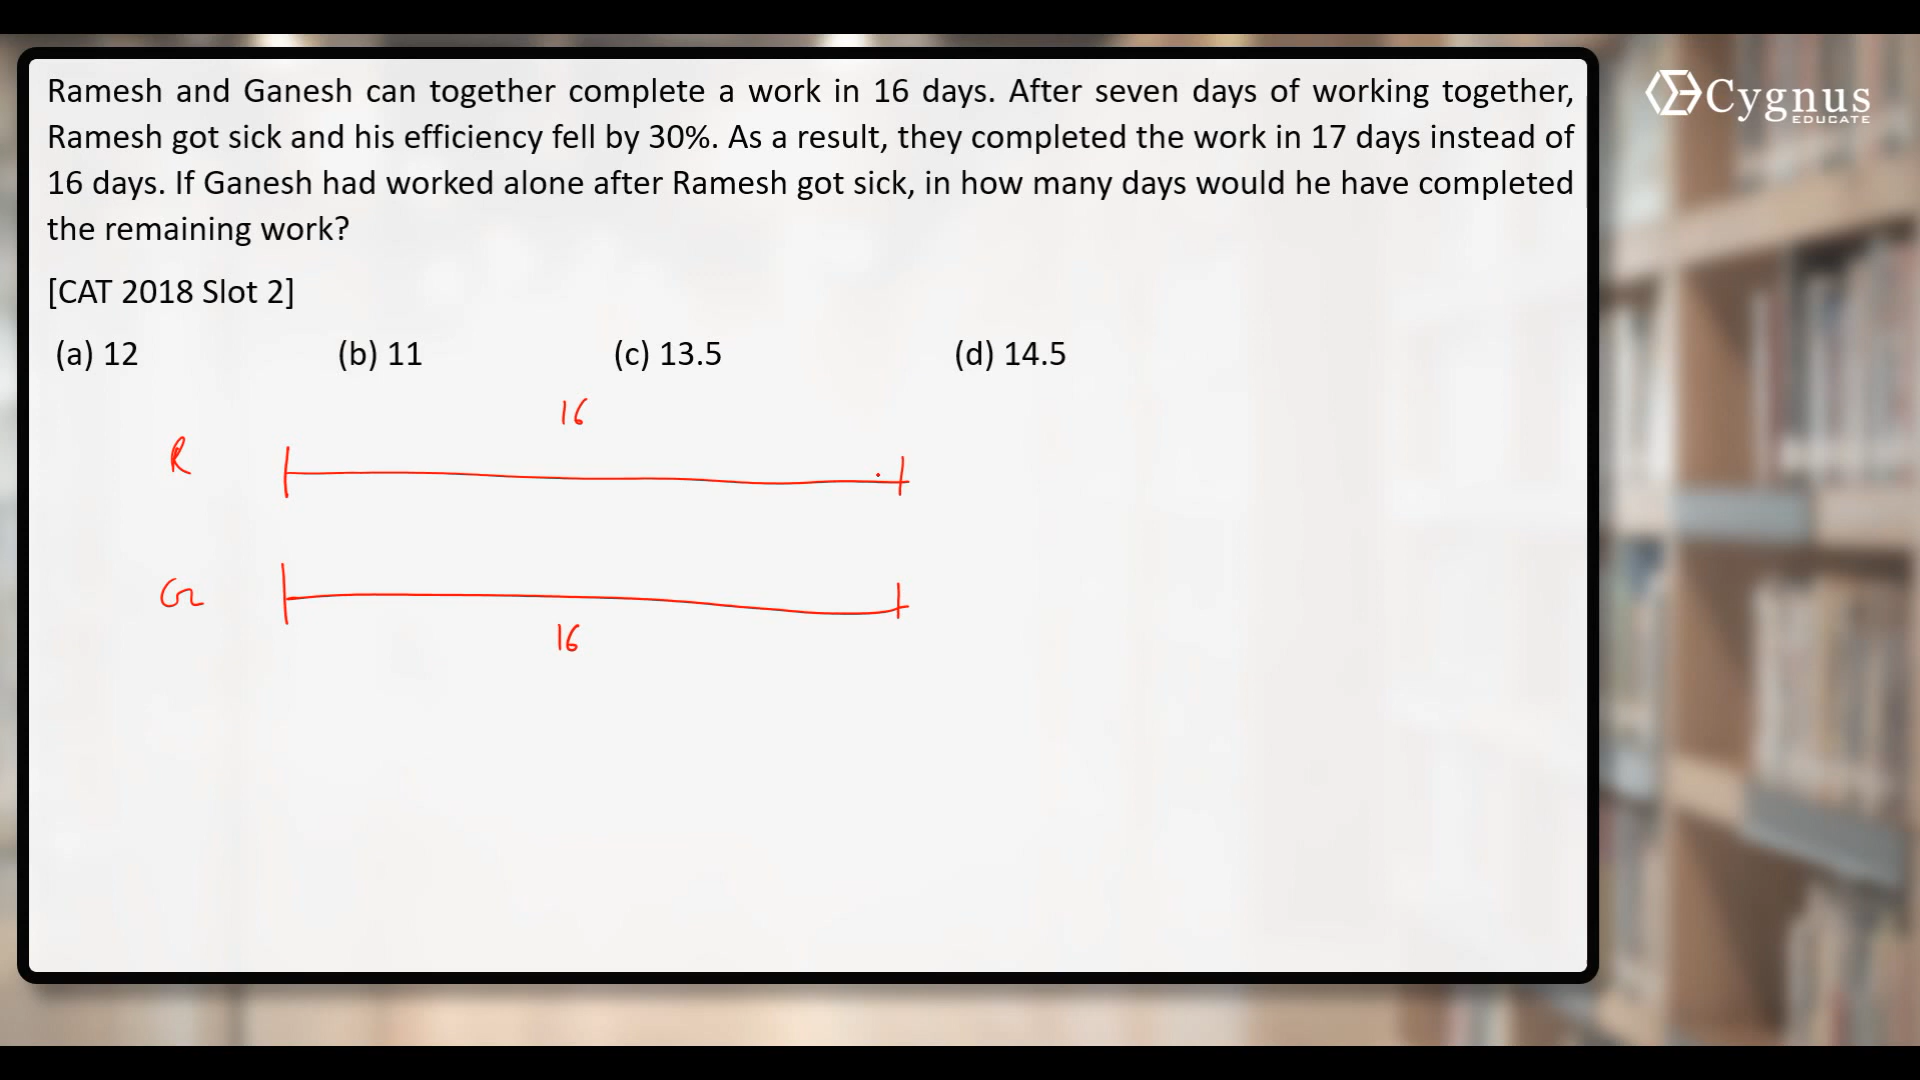 Cygnus
EDUCATE
Ramesh and Ganesh can together complete a work in 16 days. After seven days of working together,
Ramesh got sick and his efficiency fell by 30%. As a result, they completed the work in 17 days instead of
16 days. If Ganesh had worked alone after Ramesh got sick, in how many days would he have completed
the remaining work?
[CAT 2018 Slot 2]
(a) 12 (b) 11 (c) 13.5 (d) 14.5
16
R
G
16